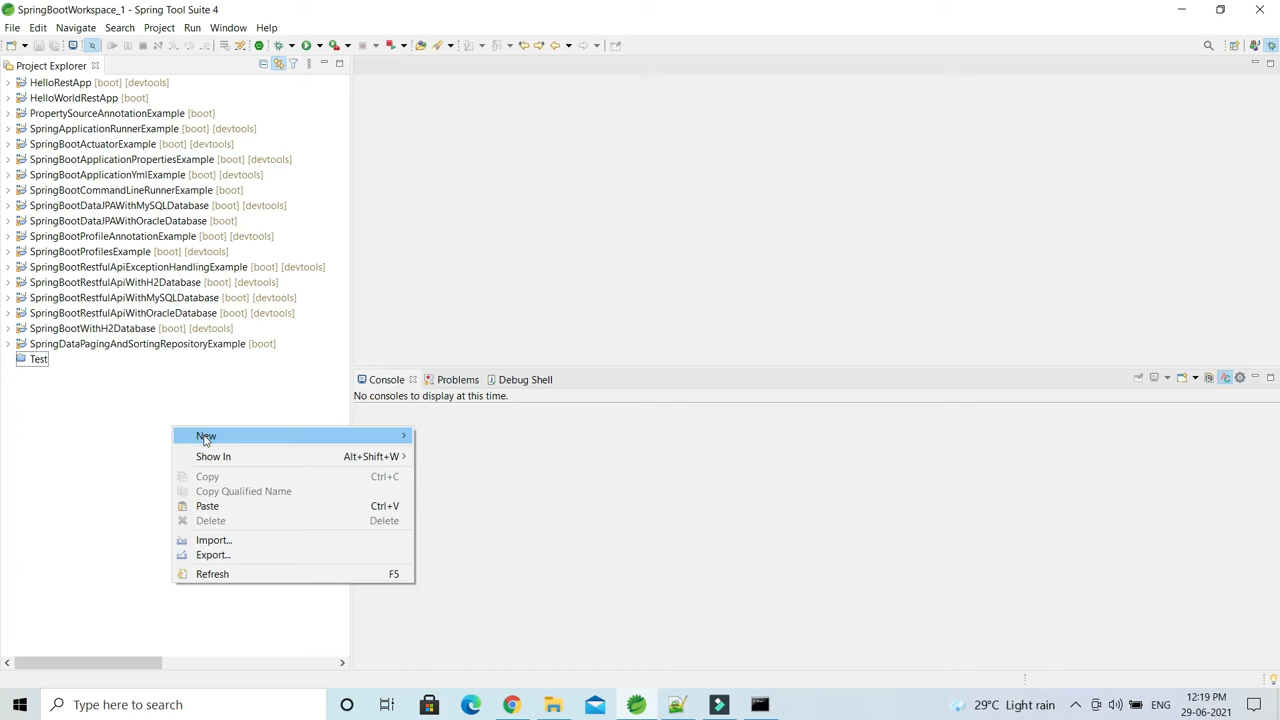 SpringBootWorkspace_1 - Spring Tool Suite 4
File Edit Navigate Search Project Run Window Help
Project Explorer
HelloRestApp [boot] [devtools]
HelloWorldRestApp [boot]
PropertySourceAnnotationExample [boot]
SpringApplicationRunnerExample [boot] [devtools]
SpringBootActuatorExample [boot] [devtools]
SpringBootApplicationPropertiesExample [boot] [devtools]
SpringBootApplicationYmlExample [boot] [devtools]
SpringBootCommandLineRunnerExample [boot]
SpringBootDataJPAWithMySQLDatabase [boot] [devtools]
SpringBootDataJPAWithOracleDatabase [boot]
SpringBootProfileAnnotationExample [boot] [devtools]
SpringBootProfilesExample [boot] [devtools]
SpringBootRestfulApiExceptionHandlingExample [boot] [devtools]
SpringBootRestfulApiWithH2Database [boot] [devtools]
SpringBootRestfulApiWithMySQLDatabase [boot] [devtools]
SpringBootRestfulApiWithOracleDatabase [boot] [devtools]
SpringBootWithH2Database [boot] [devtools]
SpringDataPagingAndSortingRepositoryExample [boot]
Test
Console Problems Debug Shell
No consoles to display at this time.
New
Show In Alt+Shift+W
Copy Ctrl+C
Copy Qualified Name
Paste Ctrl+V
Delete Delete
Import...
Export...
Refresh F5
Type here to search
29°C Light rain
ENG
12:19 PM
29-06-2021